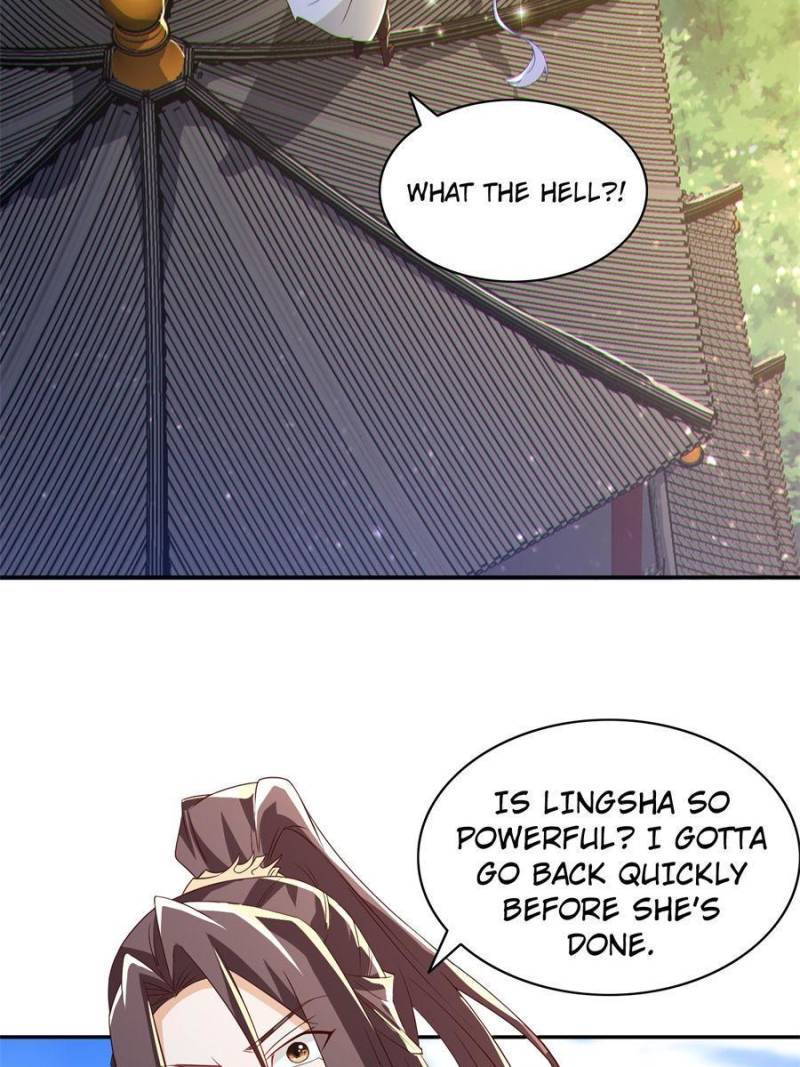 WHAT THE HELL?!
IS LINGSHA SO
POWERFUL? I GOTTA
GO BACK QUICKLY
BEFORE SHE'S
DONE.